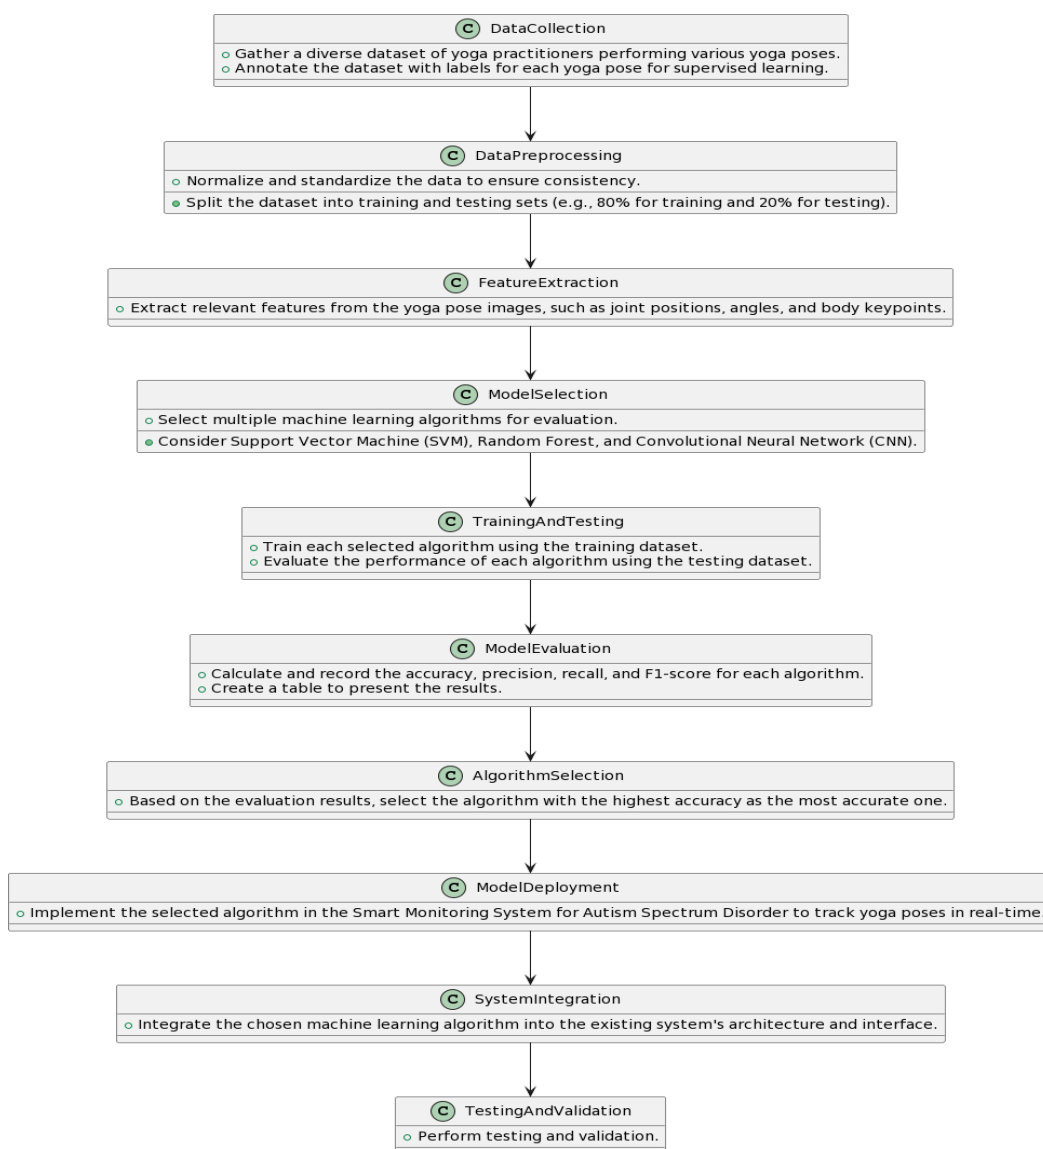 C DataCollection
Gather a diverse dataset of yoga practitioners performing various yoga poses.
Annotate the dataset with labels for each yoga pose for supervised learning.
C DataPreprocessing
Normalize and standardize the data to ensure consistency.
Split the dataset into training and testing sets (e.g., 80% for training and 20% for testing).
C FeatureExtraction
Extract relevant features from the yoga pose images, such as joint positions, angles, and body keypoints.
C ModelSelection
Select multiple machine learning algorithms for evaluation.
Consider Support Vector Machine (SVM), Random Forest, and Convolutional Neural Network (CNN).
C TrainingAndTesting
Train each selected algorithm using the training dataset.
Evaluate the performance of each algorithm using the testing dataset.
C ModelEvaluation
Calculate and record the accuracy, precision, recall, and F1-score for each algorithm.
Create a table to present the results.
C AlgorithmSelection
Based on the evaluation results, select the algorithm with the highest accuracy as the most accurate one.
C ModelDeployment
Implement the selected algorithm in the Smart Monitoring System for Autism Spectrum Disorder to track yoga poses in real-time.
C SystemIntegration
Integrate the chosen machine learning algorithm into the existing system's architecture and interface.
C TestingAndValidation
Perform testing and validation.